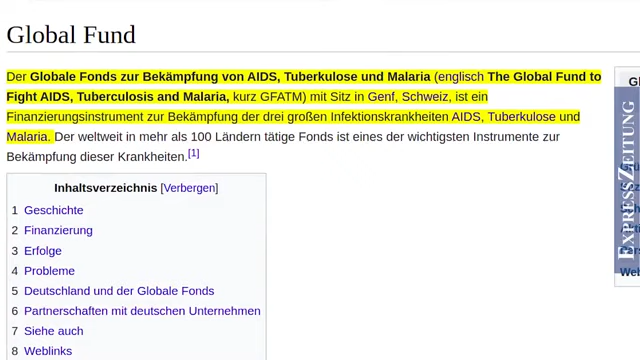 Global Fund
Der Globale Fonds zur Bekämpfung von AIDS, Tuberkulose und Malaria (englisch The Global Fund to
Fight AIDS, Tuberculosis and Malaria, kurz GFATM) mit Sitz in Genf, Schweiz, ist ein
Finanzierungsinstrument zur Bekämpfung der drei großen Infektionskrankheiten AIDS, Tuberkulose und
Malaria. Der weltweit in mehr als 100 Ländern tätige Fonds ist eines der wichtigsten Instrumente zur
Bekämpfung dieser Krankheiten.[1]
Inhaltsverzeichnis [Verbergen]
1 Geschichte
2 Finanzierung
3 Erfolge
4 Probleme
5 Deutschland und der Globale Fonds
6 Partnerschaften mit deutschen Unternehmen
7 Siehe auch
8 Weblinks
EXPRESSZEITUNG